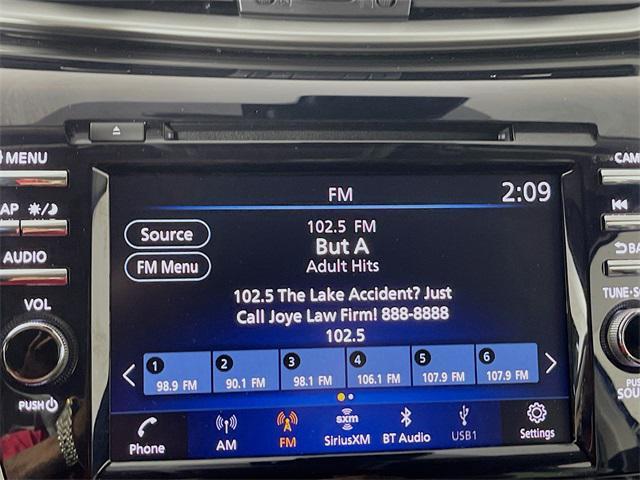 MENU
CAM
FM
2:09
AP
Source
102.5 FM
But A
FM Menu
Adult Hits
AUDIO
BA
102.5 The Lake Accident? Just
Call Joye Law Firm! 888-8888
102.5
VOL
TUNE·S
1 98.9 FM
2 90.1 FM
3 98.1 FM
4 106.1 FM
5 107.9 FM
6 107.9 FM
PUSH
PUS
SOUN
Phone
AM
FM
sxm
SiriusXM
BT Audio
USB1
Settings